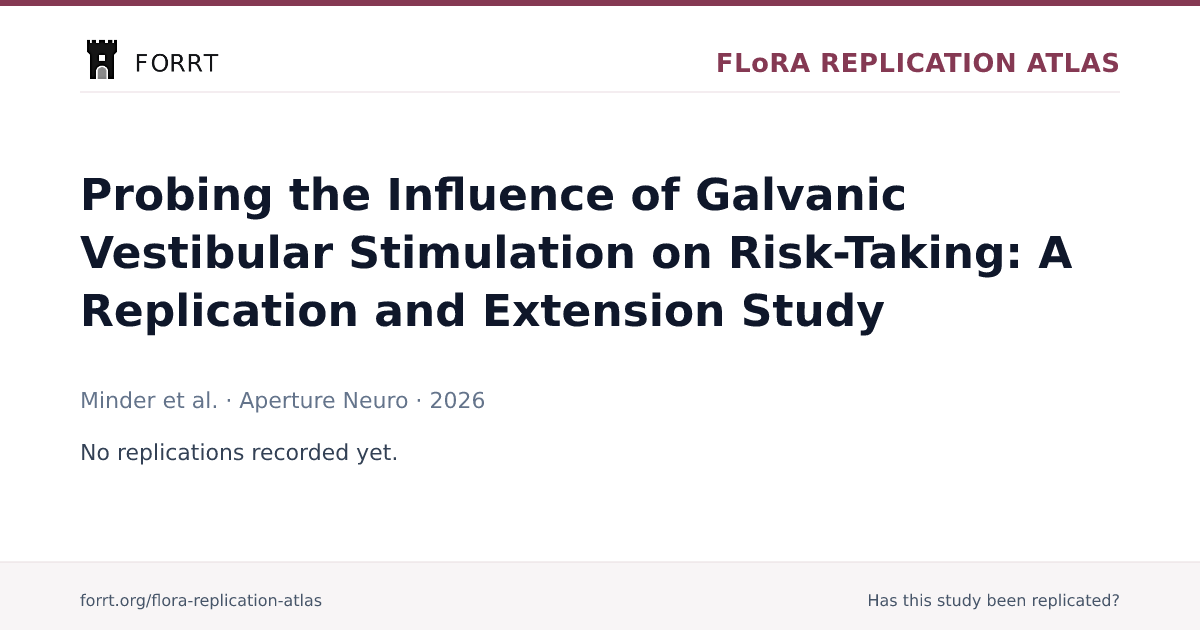 FORRT
FLoRA REPLICATION ATLAS
Probing the Influence of Galvanic
Vestibular Stimulation on Risk-Taking: A
Replication and Extension Study
Minder et al. · Aperture Neuro · 2026
No replications recorded yet.
forrt.org/flora-replication-atlas
Has this study been replicated?